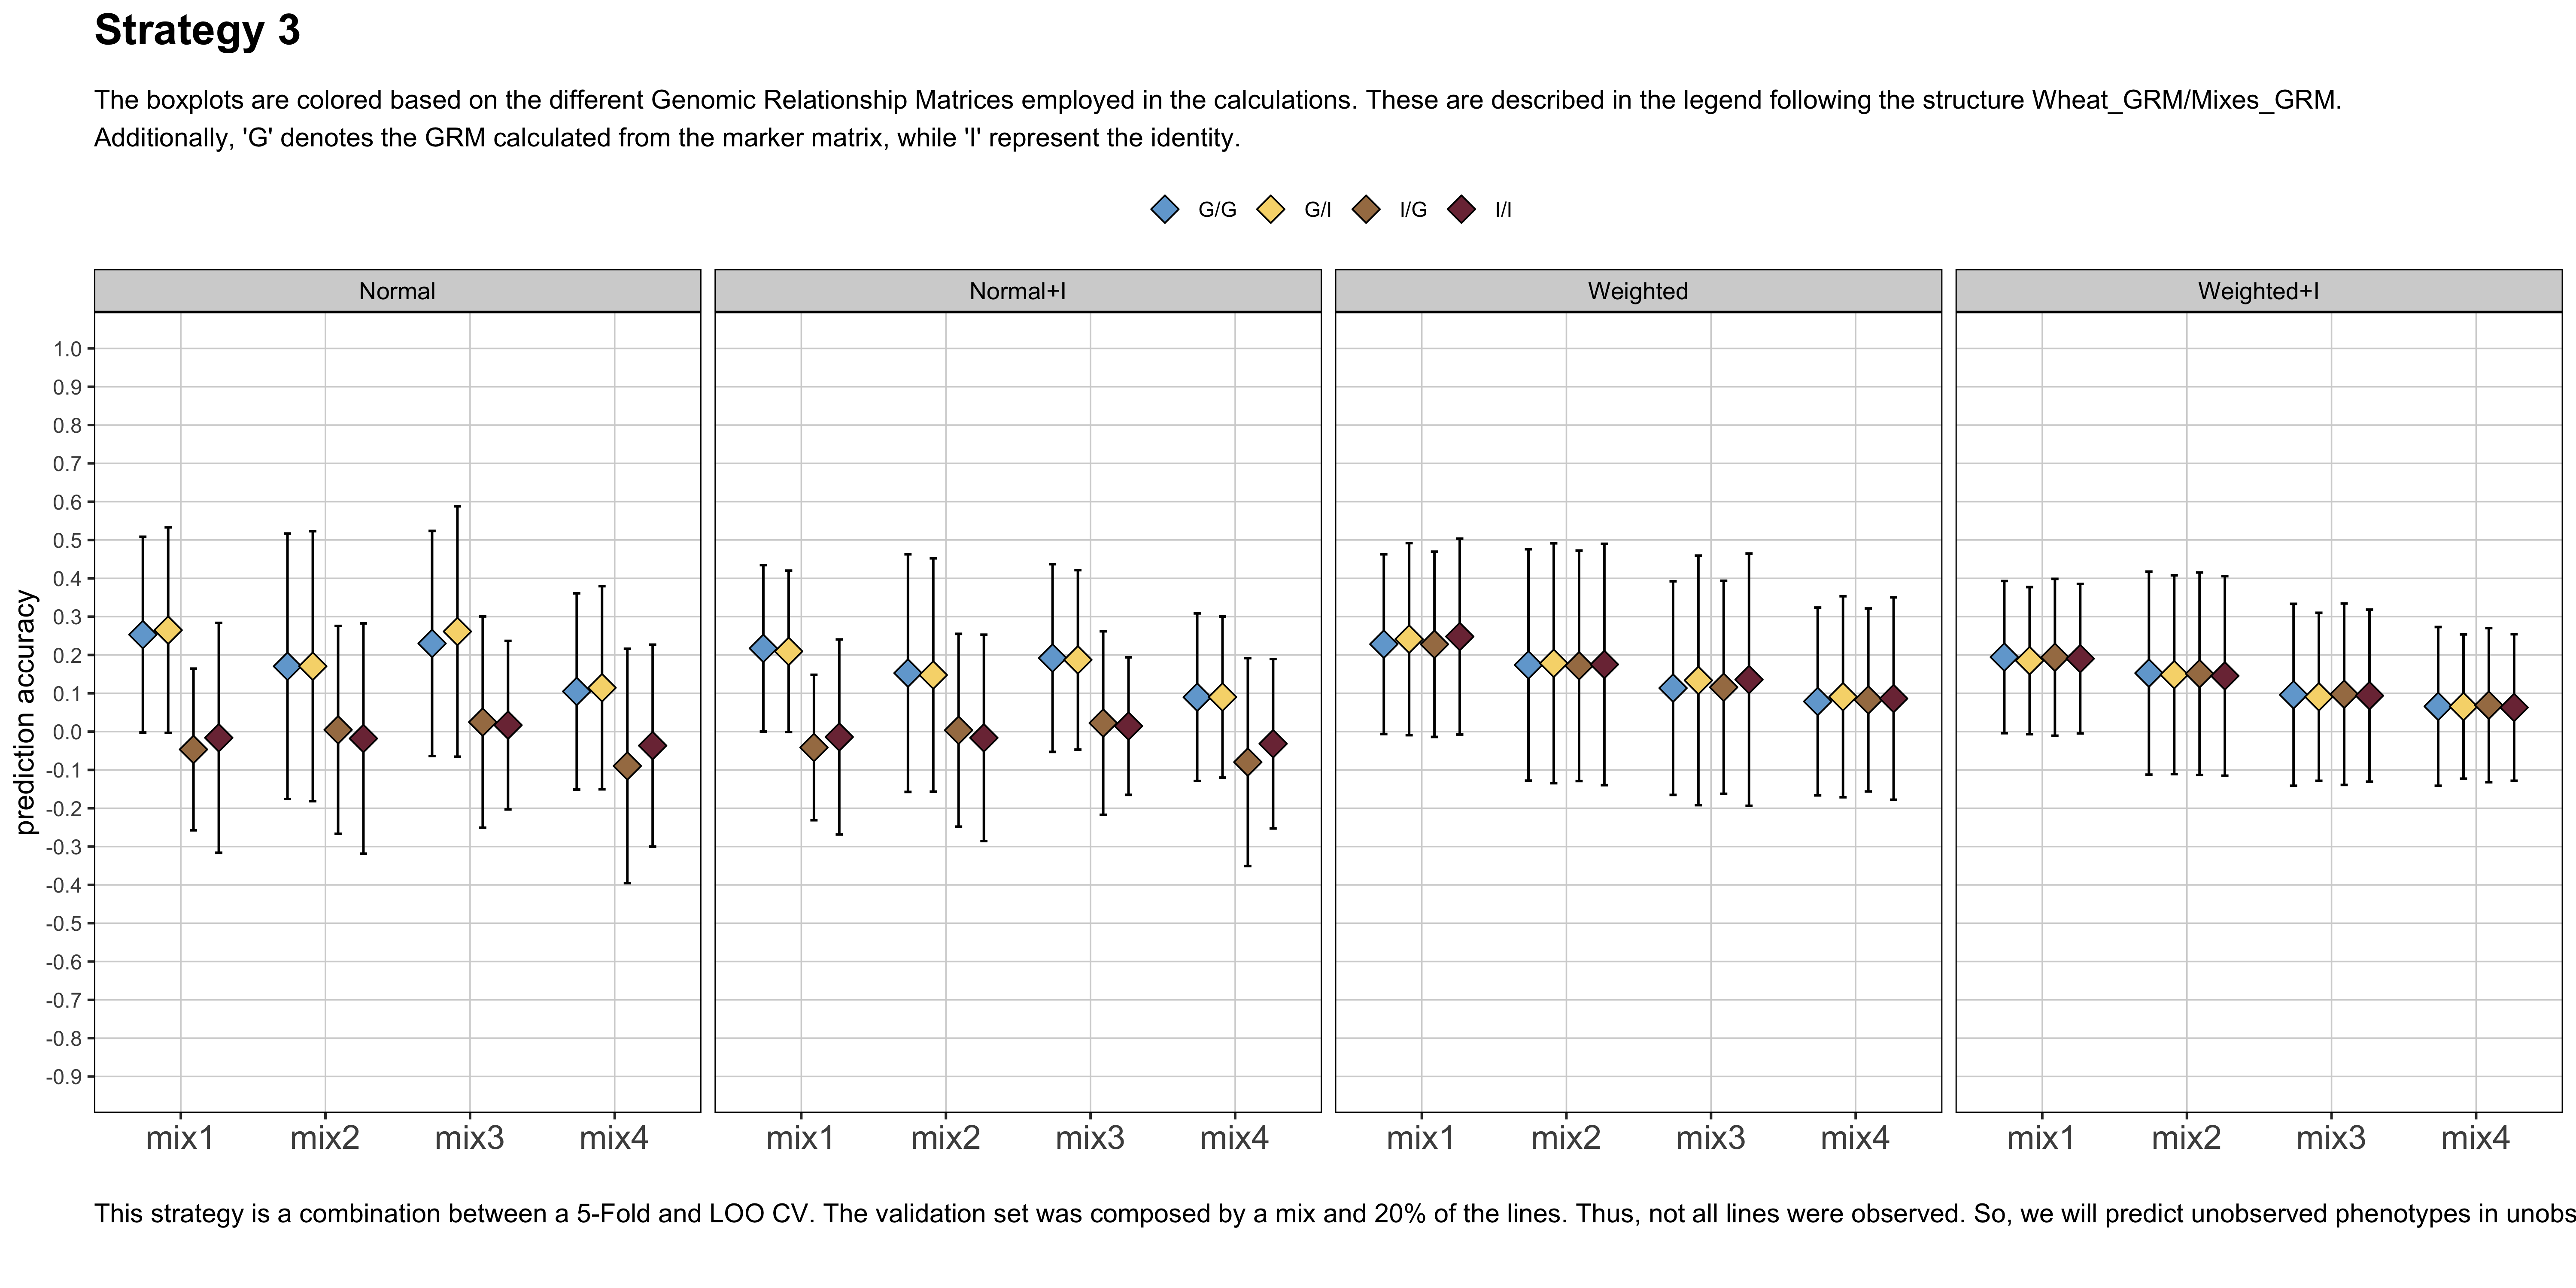 Strategy 3
The boxplots are colored based on the different Genomic Relationship Matrices employed in the calculations. These are described in the legend following the structure Wheat_GRM/Mixes_GRM.
Additionally, 'G' denotes the GRM calculated from the marker matrix, while 'I' represent the identity.
G/G G/I I/G I/I
Normal Normal+I Weighted Weighted+I
1.0
0.9
0.8
0.7
0.6
0.5
0.4
0.3
0.2
0.1
0.0
-0.1
-0.2
-0.3
-0.4
-0.5
-0.6
-0.7
-0.8
-0.9
prediction accuracy
mix1 mix2 mix3 mix4 mix1 mix2 mix3 mix4 mix1 mix2 mix3 mix4 mix1 mix2 mix3 mix4
This strategy is a combination between a 5-Fold and LOO CV. The validation set was composed by a mix and 20% of the lines. Thus, not all lines were observed. So, we will predict unobserved phenotypes in unobs